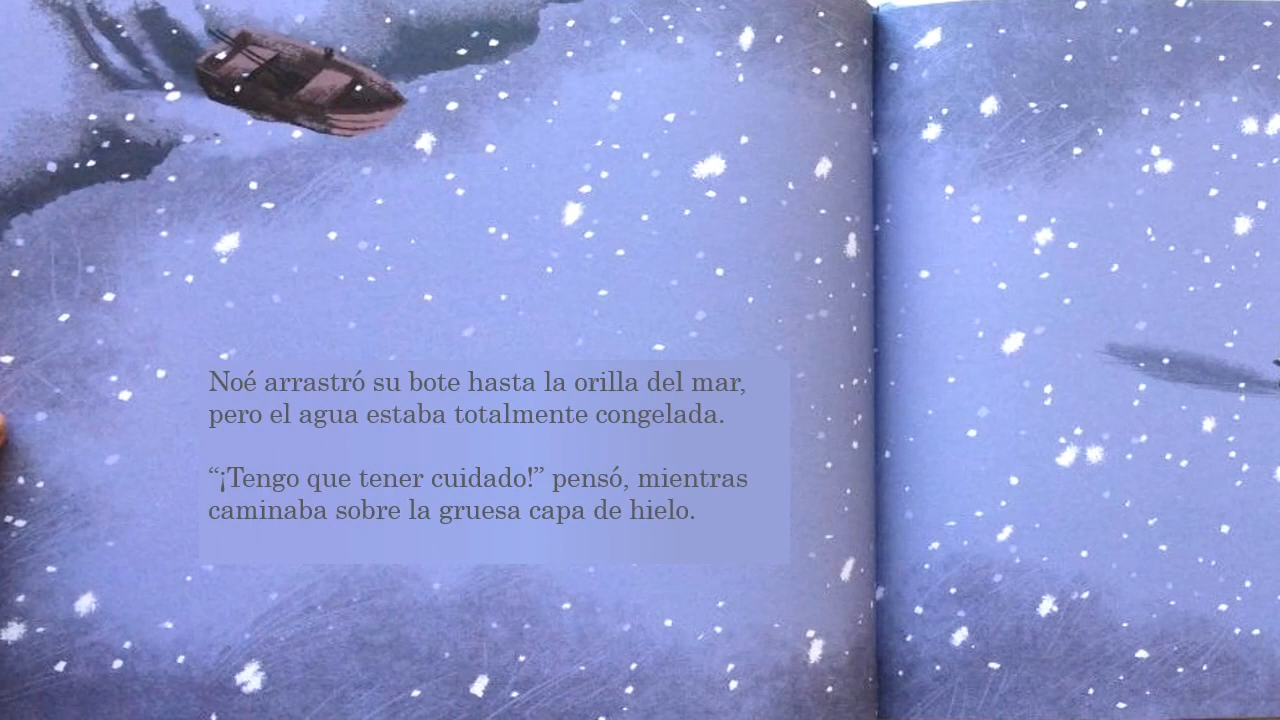 Noé arrastró su bote hasta la orilla del mar,
pero el agua estaba totalmente congelada.
“¡Tengo que tener cuidado!” pensó, mientras
caminaba sobre la gruesa capa de hielo.